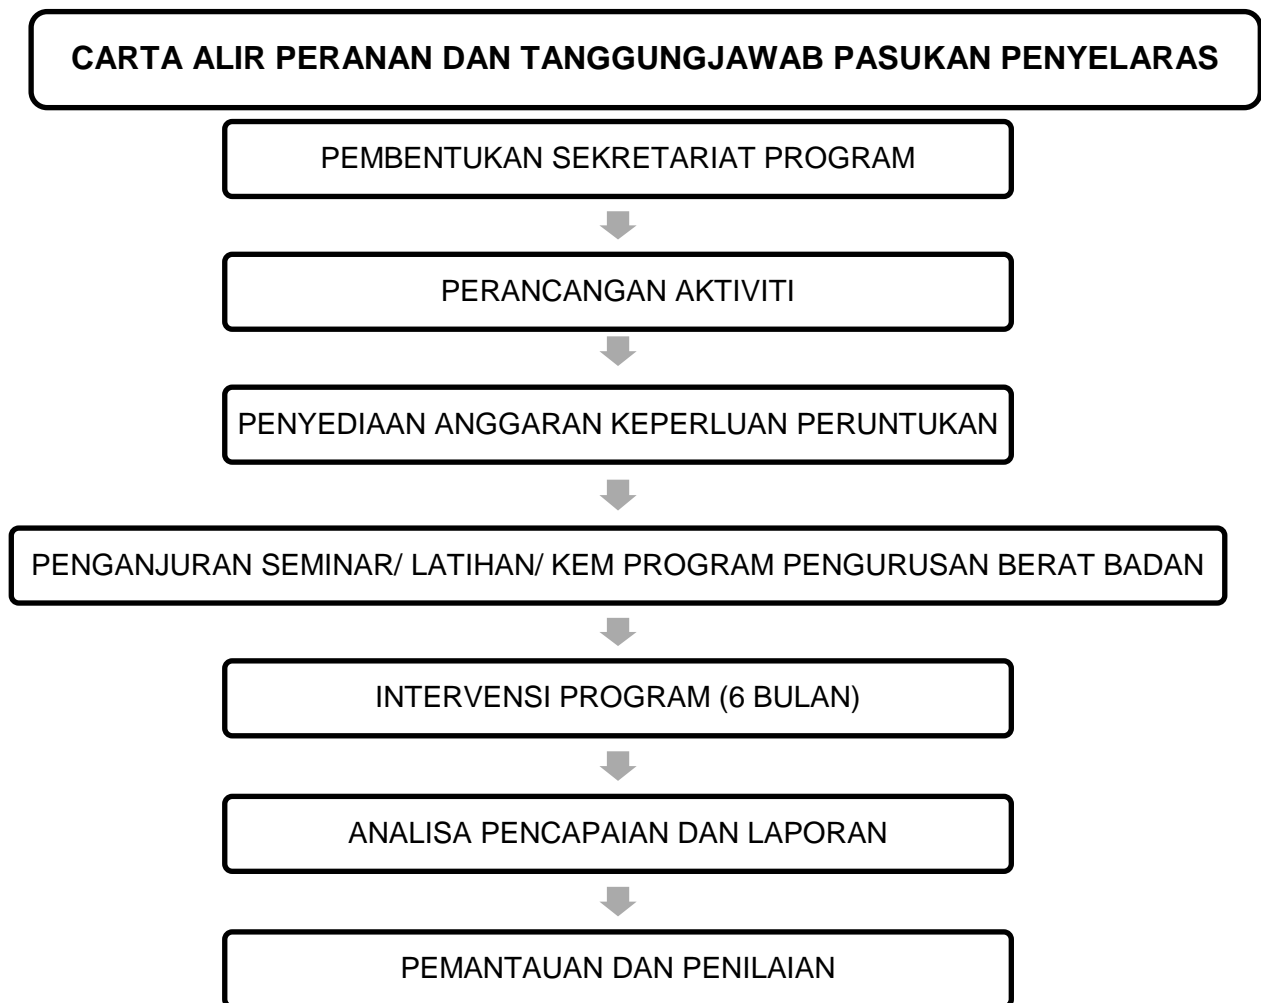 CARTA ALIR PERANAN DAN TANGGUNGJAWAB PASUKAN PENYELARAS
PEMBENTUKAN SEKRETARIAT PROGRAM
PERANCANGAN AKTIVITI
PENYEDIAAN ANGGARAN KEPERLUAN PERUNTUKAN
PENGANJURAN SEMINAR/ LATIHAN/ KEM PROGRAM PENGURUSAN BERAT BADAN
INTERVENSI PROGRAM (6 BULAN)
ANALISA PENCAPAIAN DAN LAPORAN
PEMANTAUAN DAN PENILAIAN